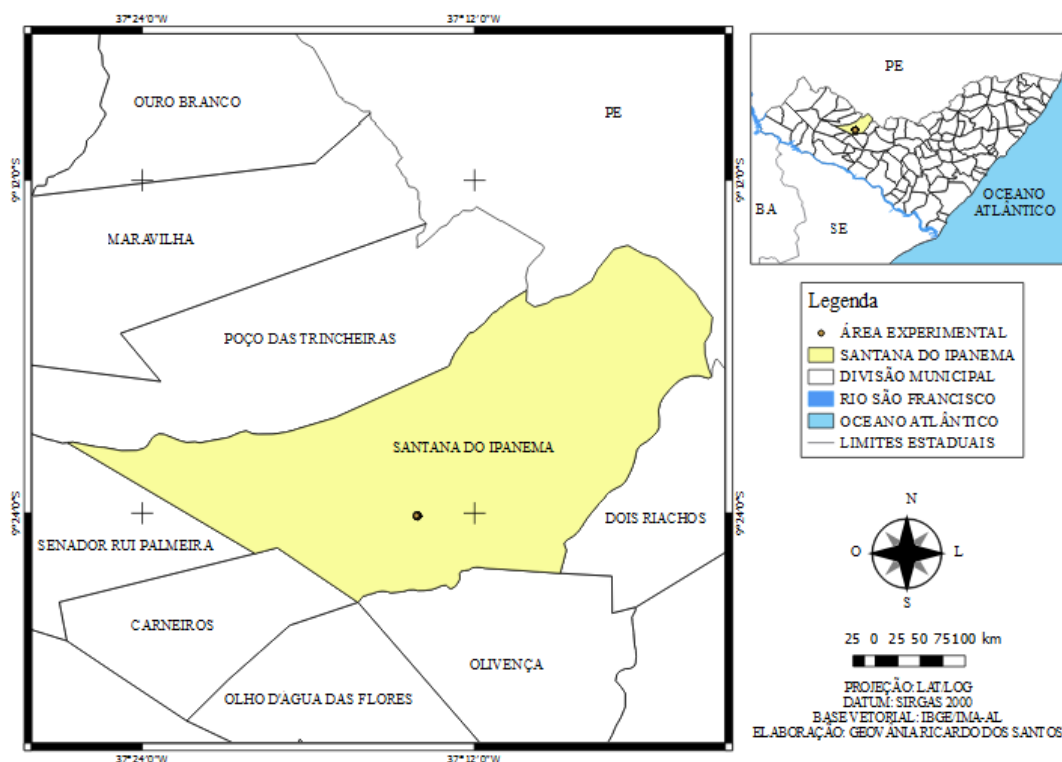 37°24'0"W
37°12'0"W
OURO BRANCO
PE
9°12'0"S
9°12'0"S
MARAVILHA
POÇO DAS TRINCHEIRAS
SANTANA DO IPANEMA
9°24'0"S
9°24'0"S
DOIS RIACHOS
SENADOR RUI PALMEIRA
CARNEIROS
OLIVENÇA
OLHO D'AGUA DAS FLORES
37°24'0"W
37°12'0"W
PE
OCEANO
ATLÂNTICO
BA
SE
Legenda
ÁREA EXPERIMENTAL
SANTANA DO IPANEMA
DIVISÃO MUNICIPAL
RIO SÃO FRANCISCO
OCEANO ATLÂNTICO
LIMITES ESTADUAIS
N
O
L
S
25 0 25 50 75 100 km
PROJEÇÃO: LAT/LOG
DATUM: SIRGAS 2000
BASE VETORIAL: IBGE/IMA-AL
ELABORAÇÃO: GEOVÂNIA RICARDO DOS SANTOS